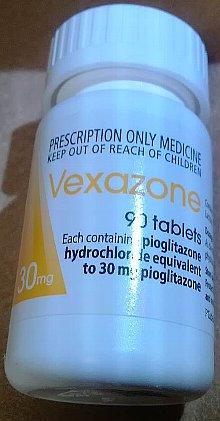 PRESCRIPTION ONLY MEDICINE
KEEP OUT OF REACH OF CHILDREN
Vexazone
90 tablets
Each containing pioglitazone
hydrochloride equivalent
to 30 mg pioglitazone
30mg